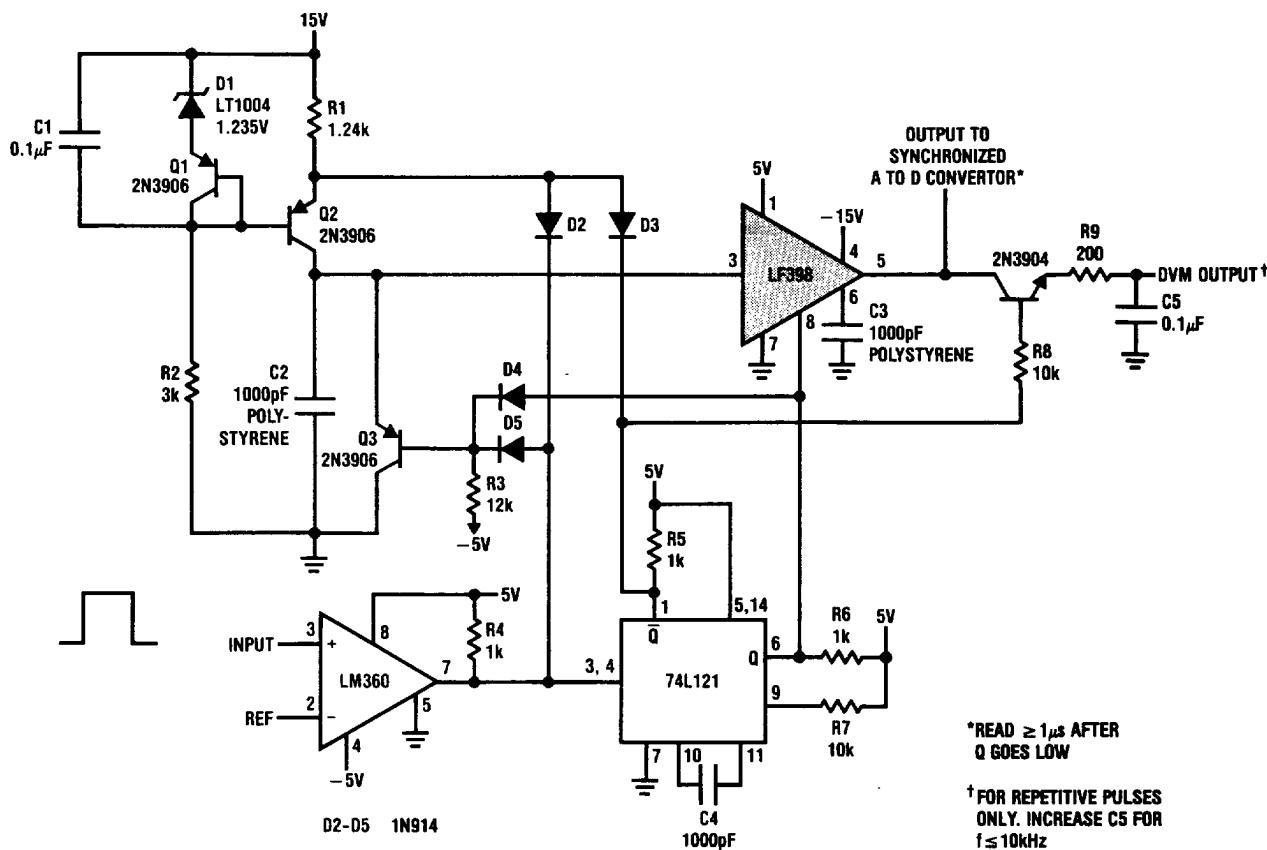 15V
D1
LT1004
1.235V
R1
1.24k
C1
0.1µF
Q1
2N3906
Q2
2N3906
D2
D3
OUTPUT TO
SYNCHRONIZED
A TO D CONVERTOR*
5V
1
–15V
4
3
LF398
5
6
8
7
C3
1000pF
POLYSTYRENE
2N3904
R9
200
DVM OUTPUT†
C5
0.1µF
R8
10k
R2
3k
C2
1000pF
POLY-
STYRENE
D4
D5
Q3
2N3906
R3
12k
–5V
5V
R5
1k
1
5,14
Q̅
INPUT
3
+
8
5V
R4
1k
LM360
7
REF
2
–
5
4
–5V
3, 4
74L121
Q
6
R6
1k
5V
9
R7
10k
7
10
11
C4
1000pF
D2-D5 1N914
*READ ≥ 1µs AFTER
Q GOES LOW
†FOR REPETITIVE PULSES
ONLY. INCREASE C5 FOR
f ≤ 10kHz